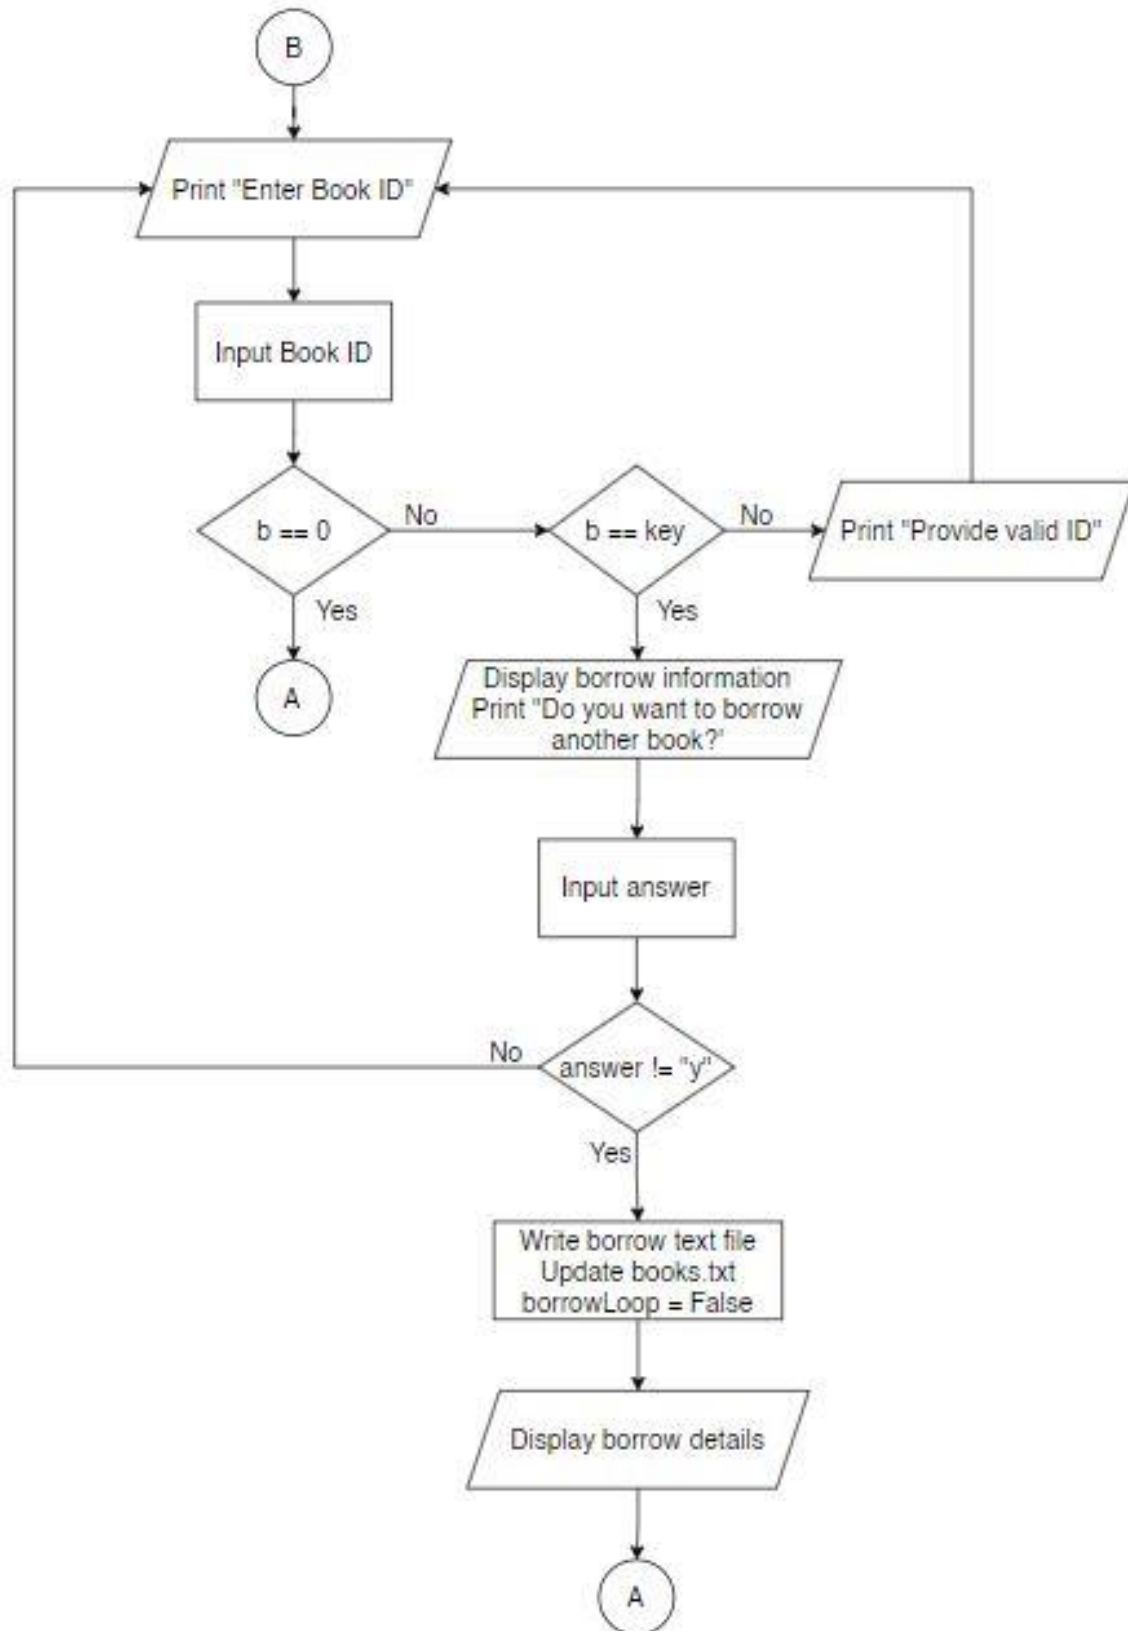 B
Print "Enter Book ID"
Input Book ID
b == 0
No
b == key
No
Print "Provide valid ID"
Yes
Yes
A
Display borrow information
Print "Do you want to borrow
another book?'
Input answer
No
answer != "y"
Yes
Write borrow text file
Update books.txt
borrowLoop = False
Display borrow details
A